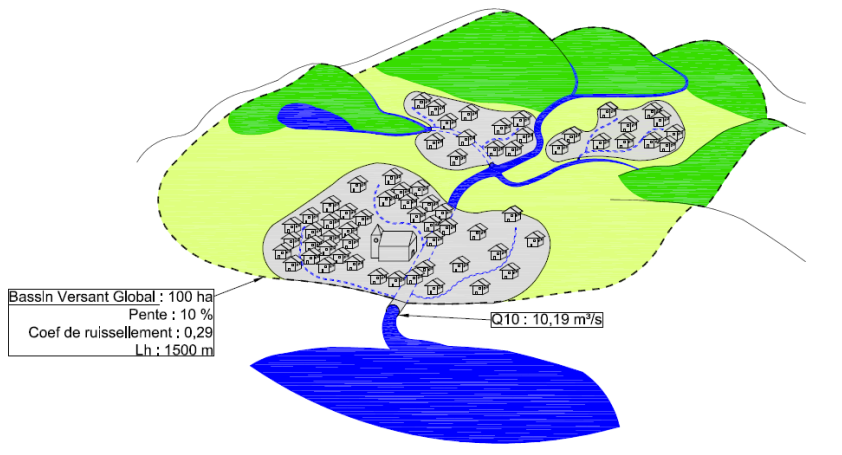 Bassin Versant Global : 100 ha
Pente : 10 %
Coef de ruissellement : 0,29
Lh : 1500 m
Q10 : 10,19 m³/s